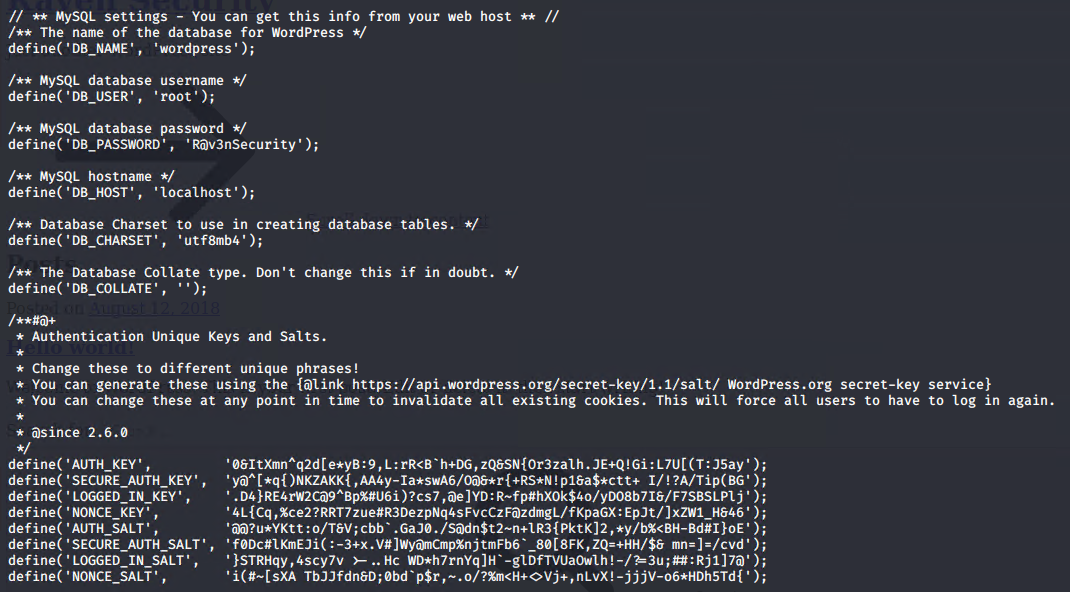 Raven Security
// ** MySQL settings - You can get this info from your web host ** //
/** The name of the database for WordPress */
define('DB_NAME', 'wordpress');
/** MySQL database username */
define('DB_USER', 'root');
/** MySQL database password */
define('DB_PASSWORD', 'R@v3nSecurity');
/** MySQL hostname */
define('DB_HOST', 'localhost');
/** Database Charset to use in creating database tables. */
define('DB_CHARSET', 'utf8mb4');
Posts
/** The Database Collate type. Don't change this if in doubt. */
define('DB_COLLATE', '');
Posted on August 12, 2018
/**#@+
 * Authentication Unique Keys and Salts.
Hello world!
 *
 * Change these to different unique phrases!
 * You can generate these using the {@link https://api.wordpress.org/secret-key/1.1/salt/ WordPress.org secret-key service}
 * You can change these at any point in time to invalidate all existing cookies. This will force all users to have to log in again.
 *
 * @since 2.6.0
 */
define('AUTH_KEY',         '0&ItXmn^q2d[e*yB:9,L:rR<B`h+DG,zQ&SN{Or3zalh.JE+Q!Gi:L7U[(T:J5ay');
define('SECURE_AUTH_KEY',  'y@^[*q{)NKZAKK{,AA4y-Ia*swA6/O@&*r{+RS*N!p1&a$*ctt+ I/!?A/Tip(BG');
define('LOGGED_IN_KEY',    '.D4}RE4rW2C@9^Bp%#U6i)?cs7,@e]YD:R~fp#hXOk$4o/yDO8b7I&/F7SBSLPlj');
define('NONCE_KEY',        '4L{Cq,%ce2?RRT7zue#R3DezpNq4sFvcCzF@zdmgL/fKpaGX:EpJt/]xZW1_H&46');
define('AUTH_SALT',        '@@?u*YKtt:o/T&V;cbb`.GaJ0./S@dn$t2~n+lR3{PktK]2,*y/b%<BH-Bd#I}oE');
define('SECURE_AUTH_SALT', 'f0Dc#lKmEJi(:-3+x.V#]Wy@mCmp%njtmFb6`_80[8FK,ZQ=+HH/$& mn=]=/cvd');
define('LOGGED_IN_SALT',   '}STRHqy,4scy7v >-..Hc WD*h7rnYq]H`-glDfTVUaOwlh!-/?=3u;##:Rj1]7@');
define('NONCE_SALT',       'i(#~[sXA TbJJfdn&D;0bd`p$r,~.o/?%m<H+<>Vj+,nLvX!-jjjV-o6*HDh5Td{');